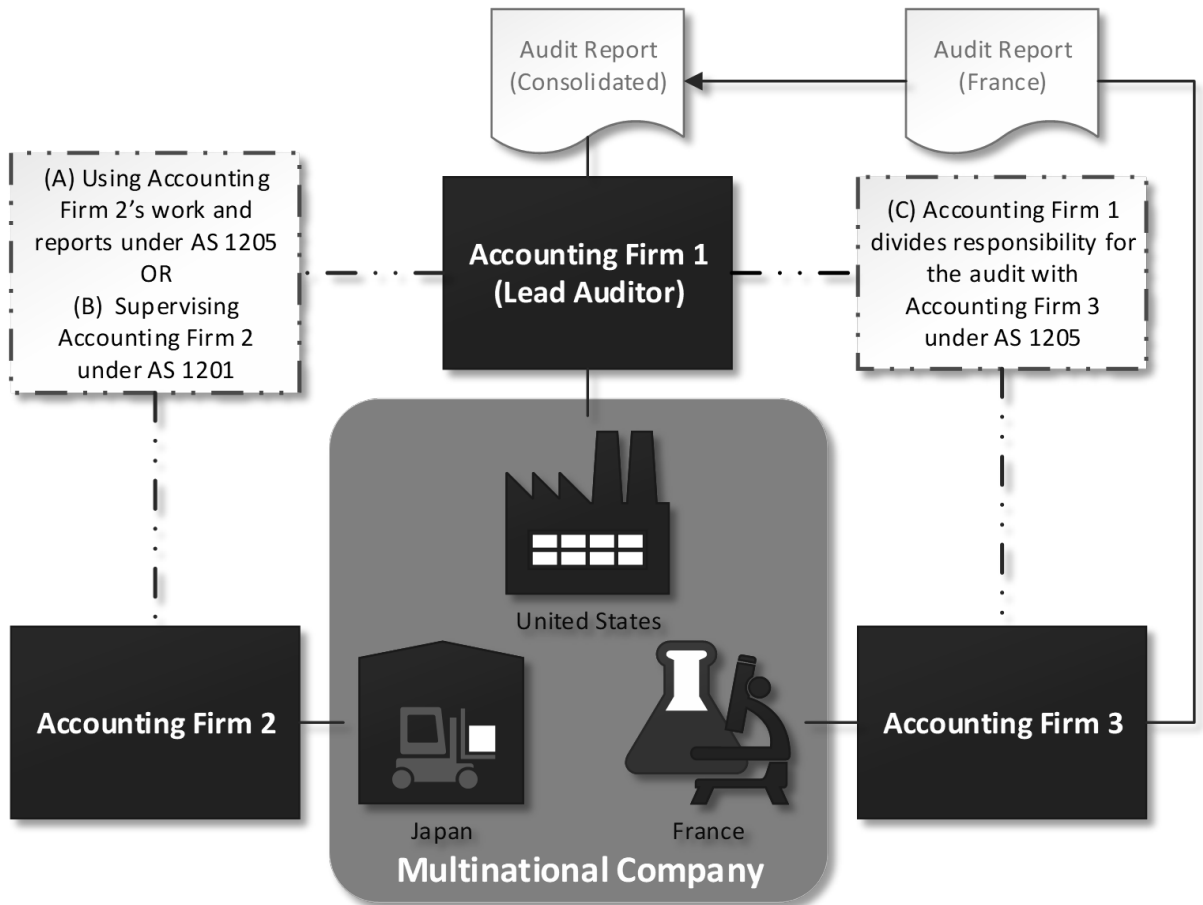 Audit Report
(Consolidated)
Audit Report
(France)
(A) Using Accounting
Firm 2’s work and
reports under AS 1205
OR
(B)  Supervising
Accounting Firm 2
under AS 1201
Accounting Firm 1
(Lead Auditor)
(C) Accounting Firm 1
divides responsibility for
the audit with
Accounting Firm 3
under AS 1205
United States
Accounting Firm 2
Accounting Firm 3
Japan
France
Multinational Company